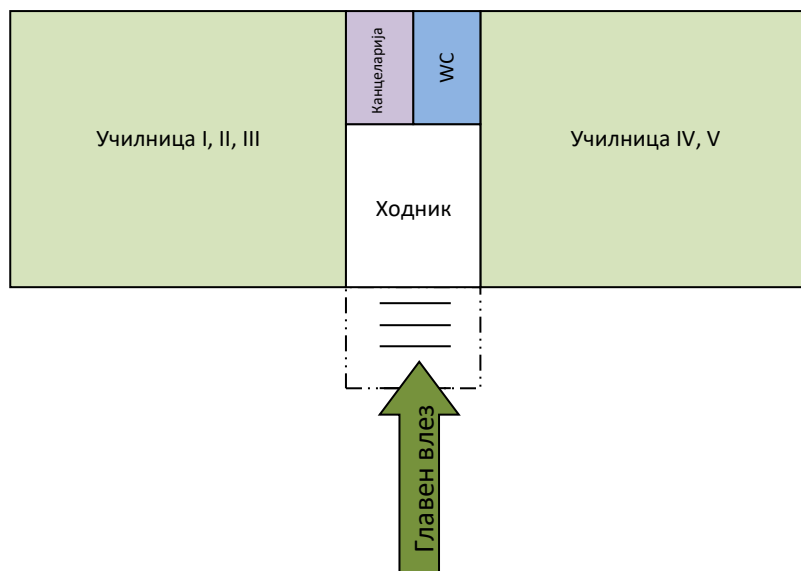 Канцеларија
WC
Училница I, II, III
Училница IV, V
Ходник
Главен влез